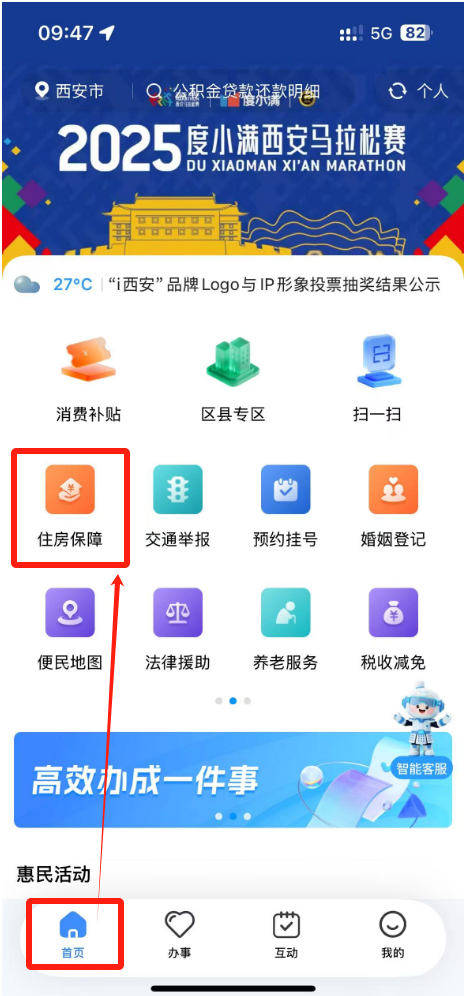 09:47 5G 82
西安市 公积金贷款还款明细 个人
度小满
2025 度小满西安马拉松赛
DU XIAOMAN XI'AN MARATHON
27°C “i西安”品牌Logo与IP形象投票抽奖结果公示
消费补贴 区县专区 扫一扫
住房保障 交通举报 预约挂号 婚姻登记
便民地图 法律援助 养老服务 税收减免
高效办成一件事
智能客服
惠民活动
首页 办事 互动 我的